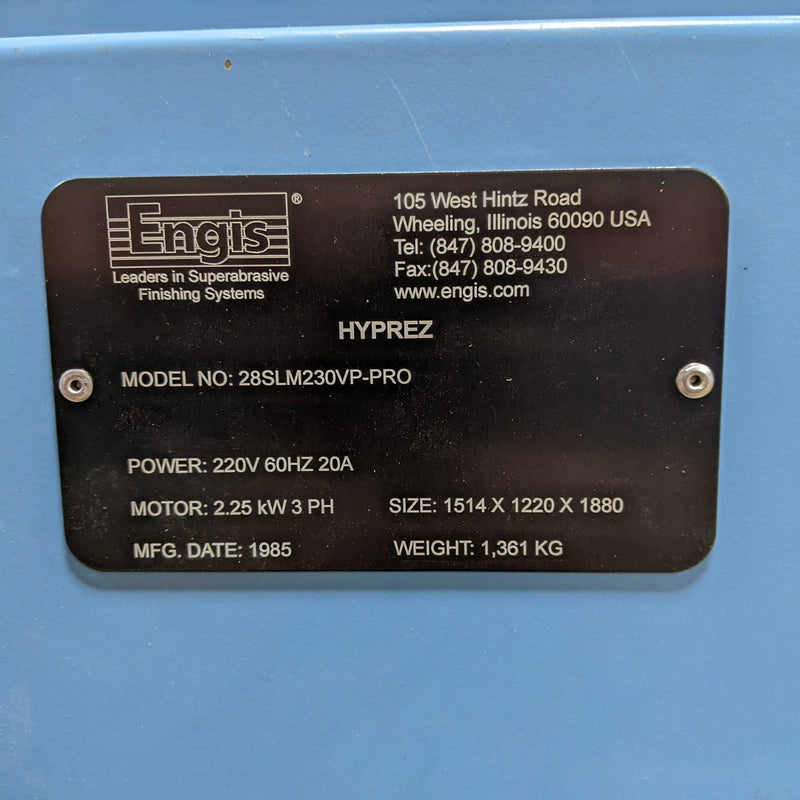 Engis®
Leaders in Superabrasive
Finishing Systems
105 West Hintz Road
Wheeling, Illinois 60090 USA
Tel: (847) 808-9400
Fax:(847) 808-9430
www.engis.com
HYPREZ
MODEL NO: 28SLM230VP-PRO
POWER: 220V 60HZ 20A
MOTOR: 2.25 kW 3 PH
SIZE: 1514 X 1220 X 1880
MFG. DATE: 1985
WEIGHT: 1,361 KG